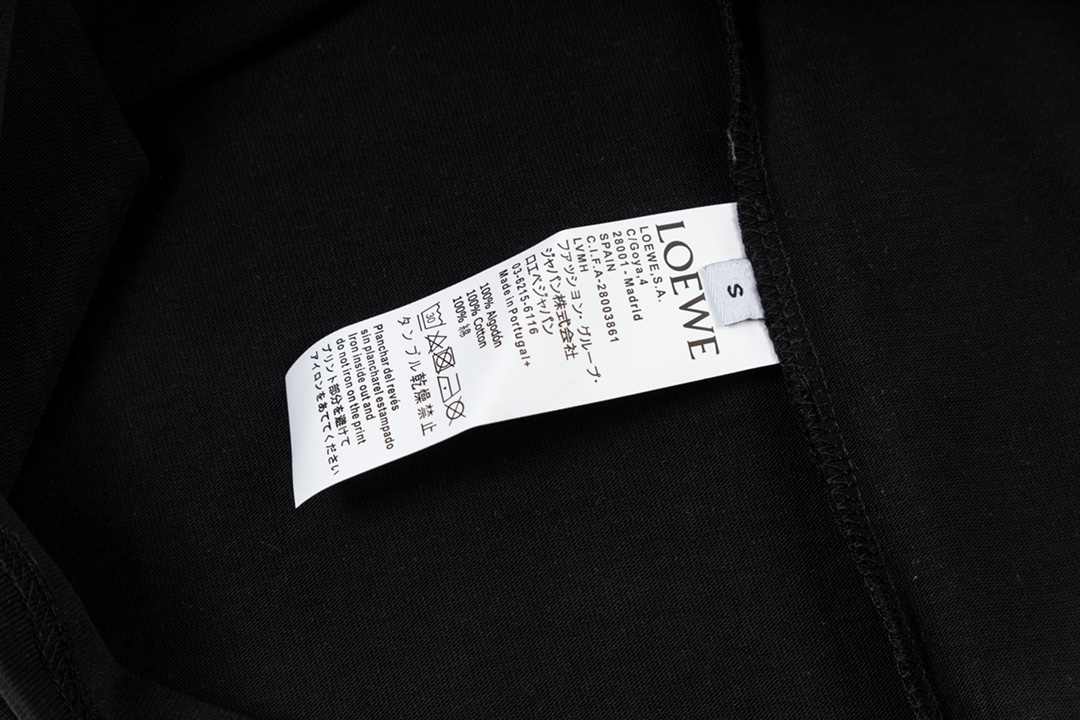 LOEWE
S
LOEWE,S.A.
C/Goya,4
28001 - Madrid
SPAIN
C.I.F.A-28003861
LVMH
ファッション・グループ・
ジャパン株式会社
ロエベジャパン
03-6215-6116
Made in Portugal+
100% Algodón
100% Cotton
100% 綿
30
タンブル乾燥禁止
Planchar del revés
sin plancharel estampado
Iron inside out and
do not iron on the print
プリント部分を避けて
アイロンをあててください